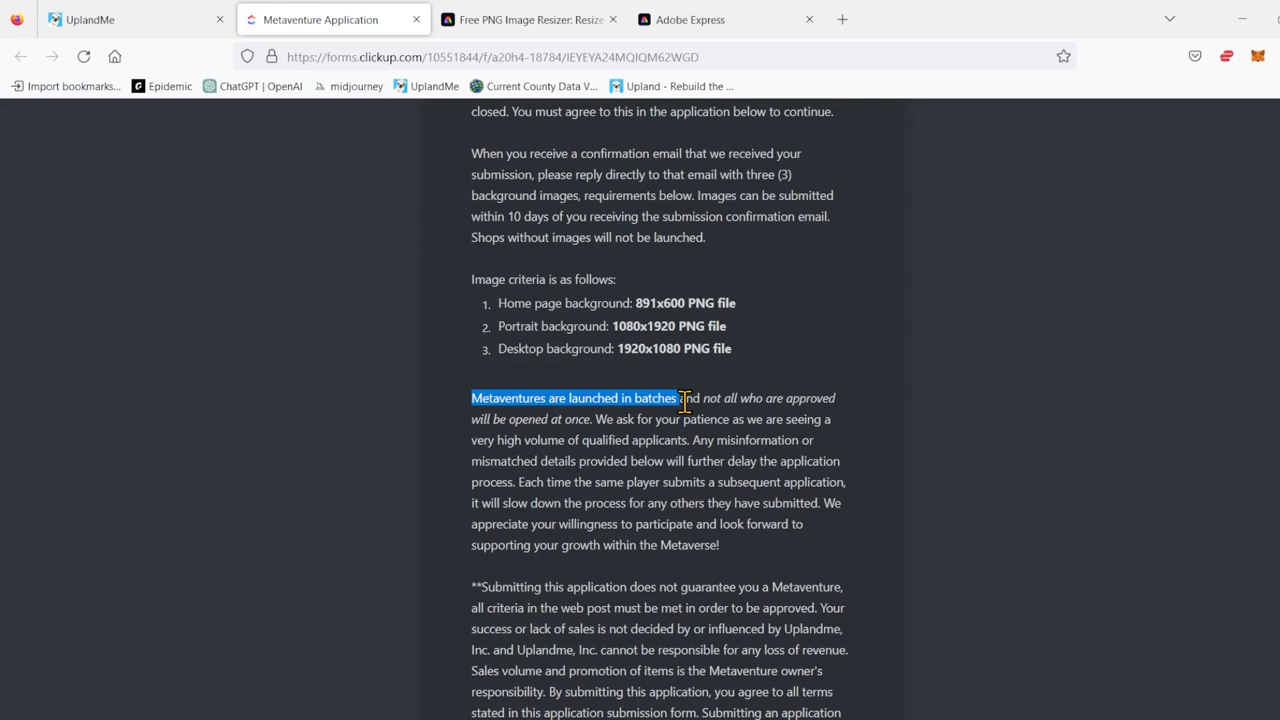 UplandMe
Metaventure Application
Free PNG Image Resizer: Resize
Adobe Express
https://forms.clickup.com/10551844/f/a20h4-18784/IEYEYA24MQIQM62WGD
Import bookmarks...
Epidemic
ChatGPT | OpenAI
midjourney
UplandMe
Current County Data V...
Upland - Rebuild the ...
closed. You must agree to this in the application below to continue.
When you receive a confirmation email that we received your
submission, please reply directly to that email with three (3)
background images, requirements below. Images can be submitted
within 10 days of you receiving the submission confirmation email.
Shops without images will not be launched.
Image criteria is as follows:
1. Home page background: 891x600 PNG file
2. Portrait background: 1080x1920 PNG file
3. Desktop background: 1920x1080 PNG file
Metaventures are launched in batches and not all who are approved
will be opened at once. We ask for your patience as we are seeing a
very high volume of qualified applicants. Any misinformation or
mismatched details provided below will further delay the application
process. Each time the same player submits a subsequent application,
it will slow down the process for any others they have submitted. We
appreciate your willingness to participate and look forward to
supporting your growth within the Metaverse!
**Submitting this application does not guarantee you a Metaventure,
all criteria in the web post must be met in order to be approved. Your
success or lack of sales is not decided by or influenced by Uplandme,
Inc. and Uplandme, Inc. cannot be responsible for any loss of revenue.
Sales volume and promotion of items is the Metaventure owner's
responsibility. By submitting this application, you agree to all terms
stated in this application submission form. Submitting an application